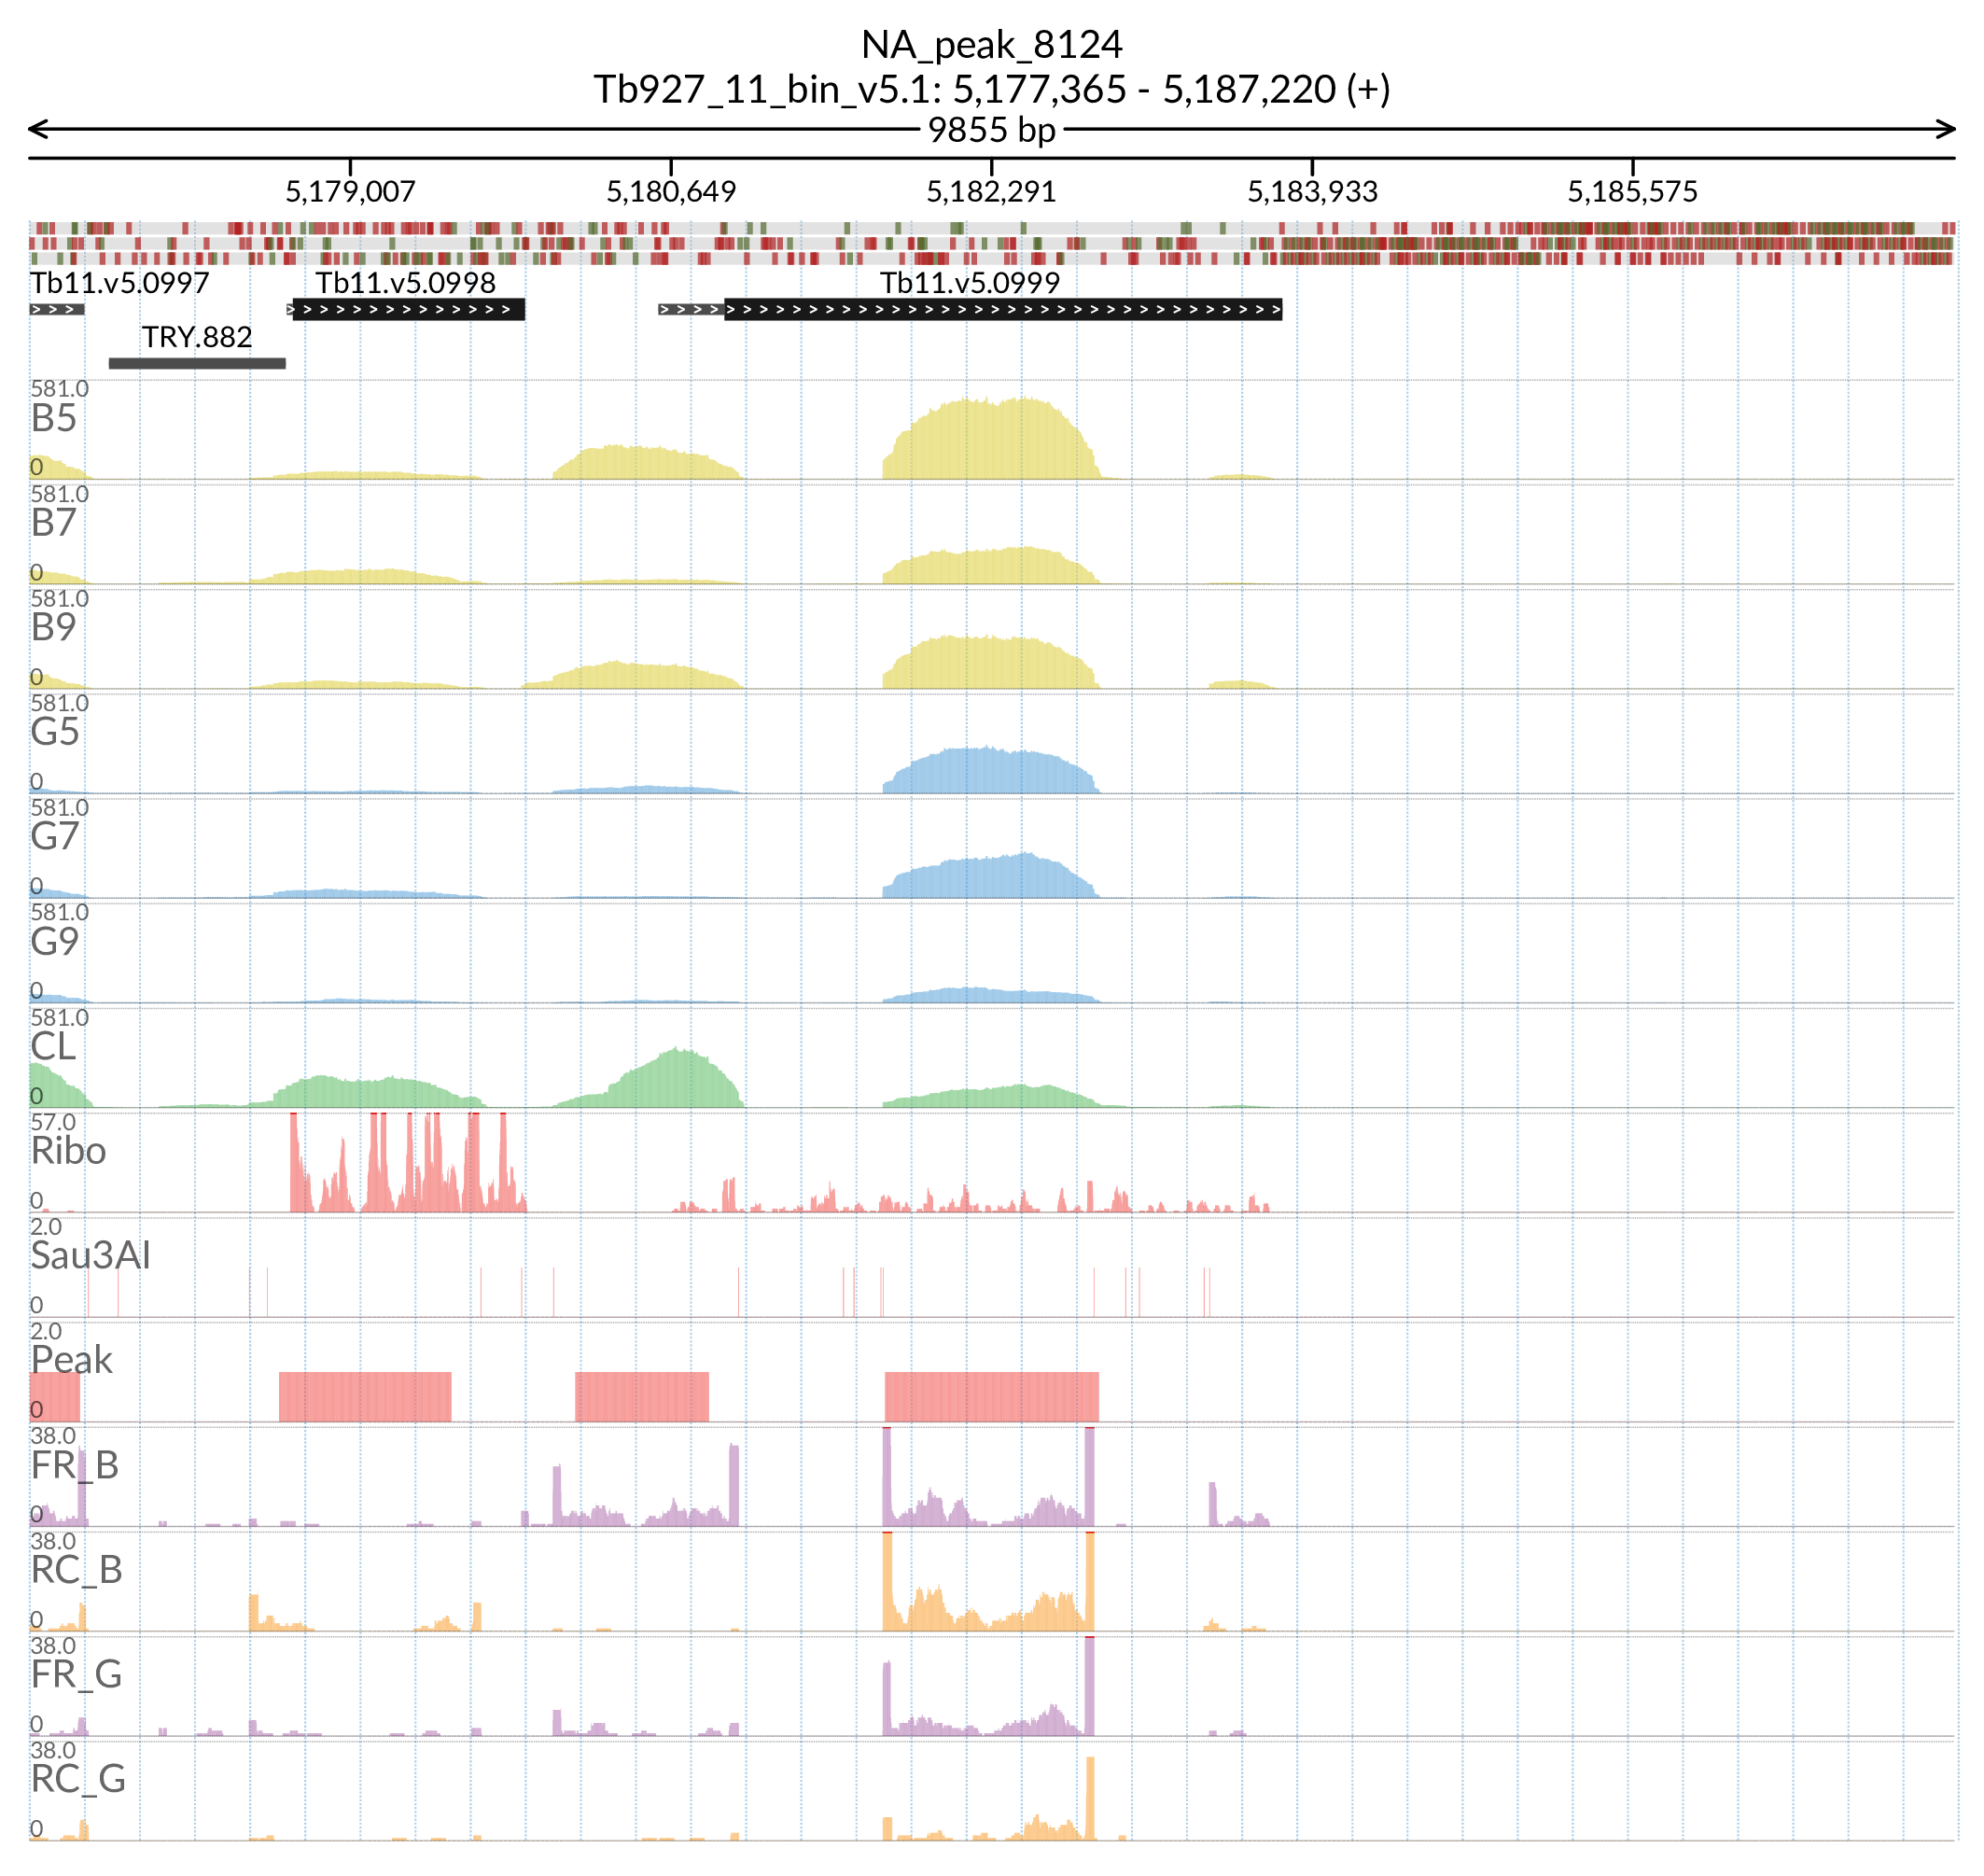 NA_peak_8124
Tb927_11_bin_v5.1: 5,177,365 - 5,187,220 (+)
9855 bp
5,179,007 5,180,649 5,182,291 5,183,933 5,185,575
Tb11.v5.0997 Tb11.v5.0998 Tb11.v5.0999
TRY.882
581.0
B5
0
581.0
B7
0
581.0
B9
0
581.0
G5
0
581.0
G7
0
581.0
G9
0
581.0
CL
0
57.0
Ribo
0
2.0
Sau3AI
0
2.0
Peak
0
38.0
FR_B
0
38.0
RC_B
0
38.0
FR_G
0
38.0
RC_G
0